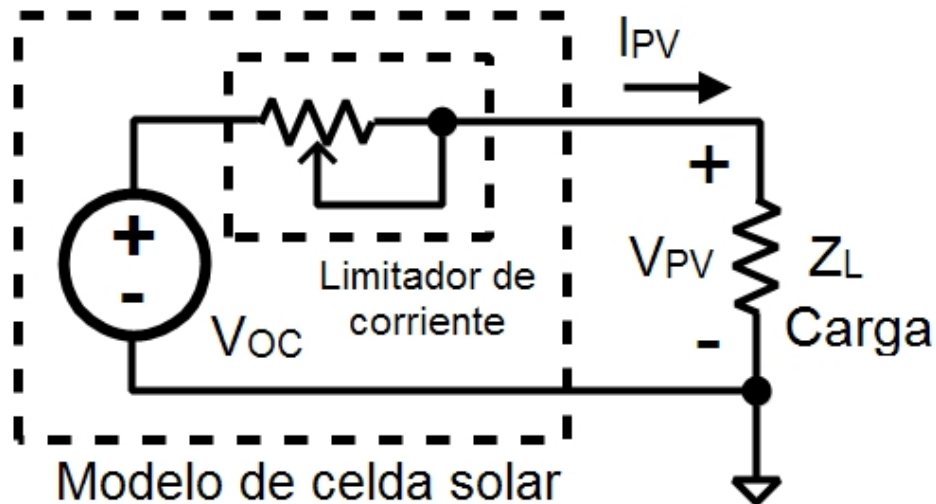 IPV
+
-
VOC
Limitador de
corriente
+
VPV
-
ZL
Carga
Modelo de celda solar